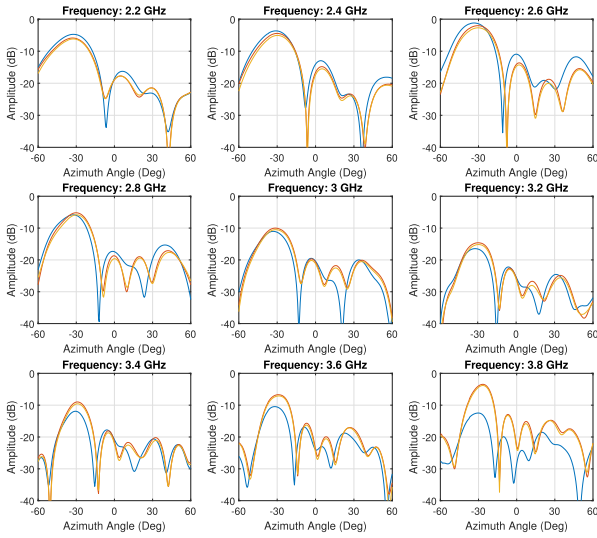 Frequency: 2.2 GHz Frequency: 2.4 GHz Frequency: 2.6 GHz
0 0 0
Amplitude (dB) Amplitude (dB) Amplitude (dB)
-10 -10 -10
-20 -20 -20
-30 -30 -30
-40 -40 -40
-60 -30 0 30 60 -60 -30 0 30 60 -60 -30 0 30 60
Azimuth Angle (Deg) Azimuth Angle (Deg) Azimuth Angle (Deg)
Frequency: 2.8 GHz Frequency: 3 GHz Frequency: 3.2 GHz
0 0 0
Amplitude (dB) Amplitude (dB) Amplitude (dB)
-10 -10 -10
-20 -20 -20
-30 -30 -30
-40 -40 -40
-60 -30 0 30 60 -60 -30 0 30 60 -60 -30 0 30 60
Azimuth Angle (Deg) Azimuth Angle (Deg) Azimuth Angle (Deg)
Frequency: 3.4 GHz Frequency: 3.6 GHz Frequency: 3.8 GHz
0 0 0
Amplitude (dB) Amplitude (dB) Amplitude (dB)
-10 -10 -10
-20 -20 -20
-30 -30 -30
-40 -40 -40
-60 -30 0 30 60 -60 -30 0 30 60 -60 -30 0 30 60
Azimuth Angle (Deg) Azimuth Angle (Deg) Azimuth Angle (Deg)